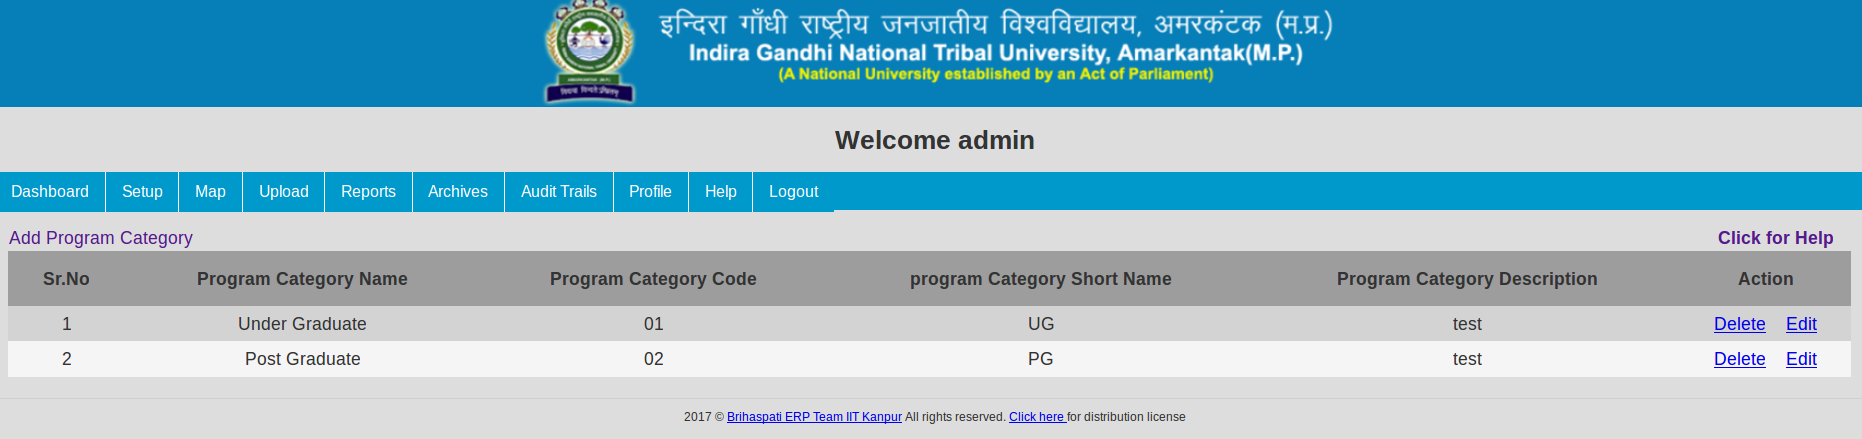 इन्दिरा गाँधी राष्ट्रीय जनजातीय विश्वविद्यालय, अमरकंटक (म.प्र.)
Indira Gandhi National Tribal University, Amarkantak(M.P.)
(A National University established by an Act of Parliament)
Welcome admin
Dashboard Setup Map Upload Reports Archives Audit Trails Profile Help Logout
Add Program Category Click for Help
Sr.No Program Category Name Program Category Code program Category Short Name Program Category Description Action
1 Under Graduate 01 UG test Delete Edit
2 Post Graduate 02 PG test Delete Edit
2017 © Brihaspati ERP Team IIT Kanpur All rights reserved. Click here for distribution license